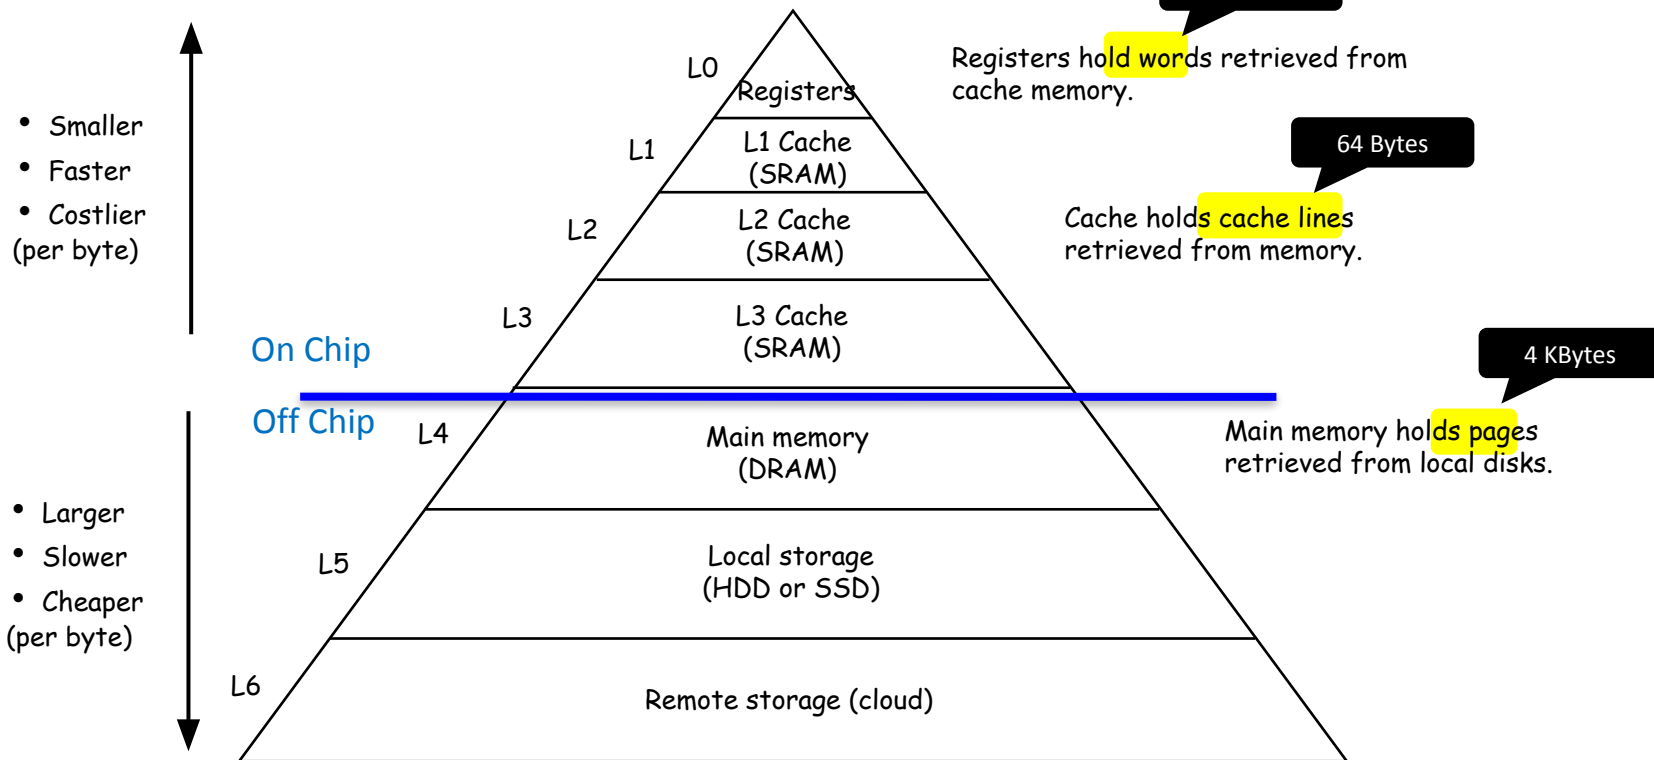 L0
Registers
Registers hold words retrieved from
cache memory.
• Smaller
• Faster
• Costlier
(per byte)
L1
L1 Cache
(SRAM)
64 Bytes
L2
L2 Cache
(SRAM)
Cache holds cache lines
retrieved from memory.
L3
L3 Cache
(SRAM)
On Chip
4 KBytes
Off Chip
L4
Main memory
(DRAM)
Main memory holds pages
retrieved from local disks.
• Larger
• Slower
• Cheaper
(per byte)
L5
Local storage
(HDD or SSD)
L6
Remote storage (cloud)